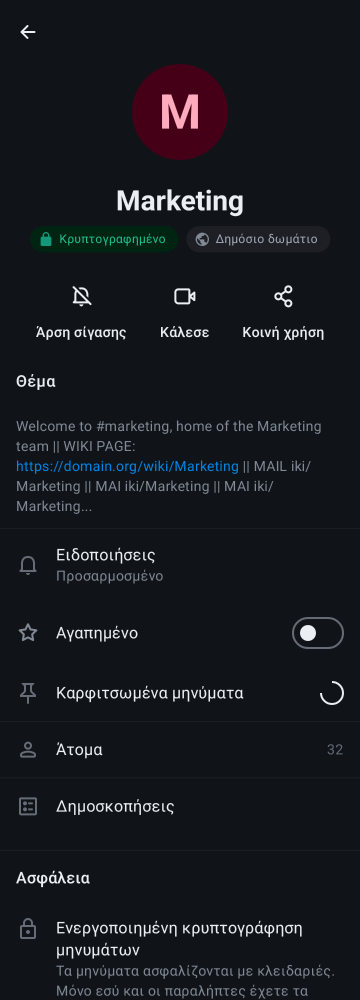 M
Marketing
Κρυπτογραφημένο
Δημόσιο δωμάτιο
Άρση σίγασης
Κάλεσε
Κοινή χρήση
Θέμα
Welcome to #marketing, home of the Marketing
team || WIKI PAGE:
https://domain.org/wiki/Marketing || MAIL iki/
Marketing || MAI iki/Marketing || MAI iki/
Marketing...
Ειδοποιήσεις
Προσαρμοσμένο
Αγαπημένο
Καρφιτσωμένα μηνύματα
Άτομα
32
Δημοσκοπήσεις
Ασφάλεια
Ενεργοποιημένη κρυπτογράφηση
μηνυμάτων
Τα μηνύματα ασφαλίζονται με κλειδαριές.
Μόνο εσύ και οι παραλήπτες έχετε τα